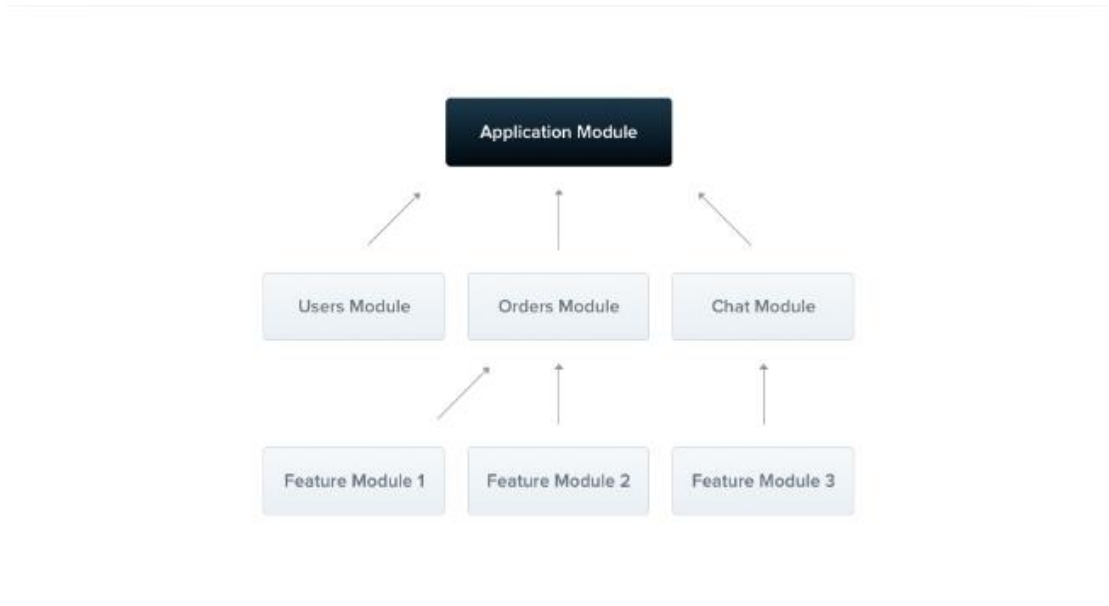 Application Module
Users Module
Orders Module
Chat Module
Feature Module 1
Feature Module 2
Feature Module 3